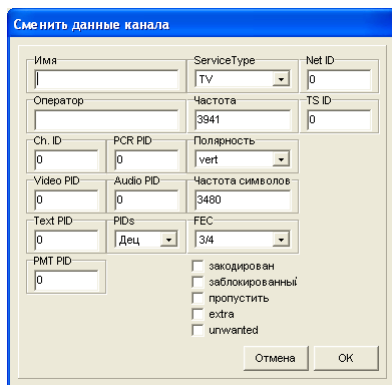 Сменить данные канала
Имя
ServiceType
Net ID
TV
0
Оператор
Частота
TS ID
3941
0
Ch. ID
PCR PID
Полярность
0
0
vert
Video PID
Audio PID
Частота символов
0
0
3480
Text PID
PIDs
FEC
0
Дец
3/4
PMT PID
0
закодирован
заблокированный
пропустить
extra
unwanted
Отмена
OK